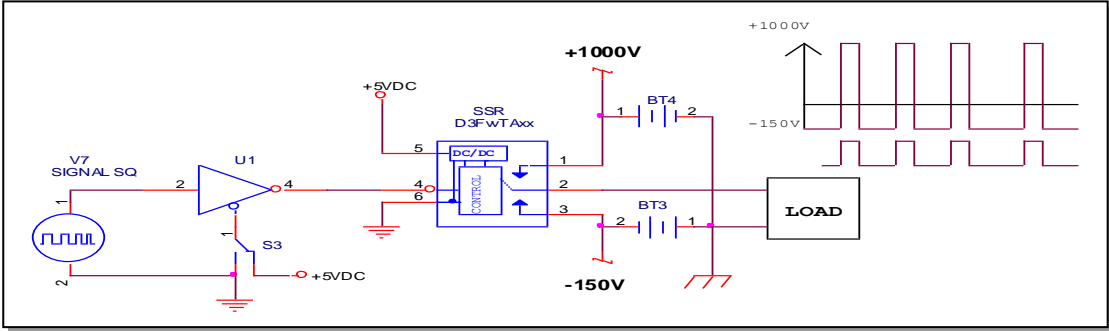 +1000V
+1000V
-150V
+5VDC
BT4
1
2
SSR
D3FwTAxx
5
DC/DC
1
4
CONTROL
2
6
3
V7
SIGNAL SQ
U1
2
4
1
1
2
S3
+5VDC
BT3
2
1
LOAD
-150V